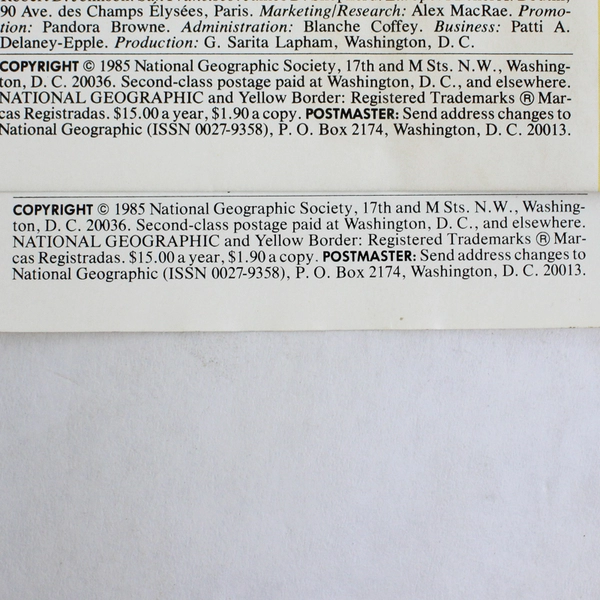 90 Ave. des Champs Elysées, Paris. Marketing/Research: Alex MacRae. Promo-
tion: Pandora Browne. Administration: Blanche Coffey. Business: Patti A.
Delaney-Epple. Production: G. Sarita Lapham, Washington, D. C.
COPYRIGHT © 1985 National Geographic Society, 17th and M Sts. N.W., Washing-
ton, D. C. 20036. Second-class postage paid at Washington, D. C., and elsewhere.
NATIONAL GEOGRAPHIC and Yellow Border: Registered Trademarks ® Mar-
cas Registradas. $15.00 a year, $1.90 a copy. POSTMASTER: Send address changes to
National Geographic (ISSN 0027-9358), P. O. Box 2174, Washington, D. C. 20013.
COPYRIGHT © 1985 National Geographic Society, 17th and M Sts. N.W., Washing-
ton, D. C. 20036. Second-class postage paid at Washington, D. C., and elsewhere.
NATIONAL GEOGRAPHIC and Yellow Border: Registered Trademarks ® Mar-
cas Registradas. $15.00 a year, $1.90 a copy. POSTMASTER: Send address changes to
National Geographic (ISSN 0027-9358), P. O. Box 2174, Washington, D. C. 20013.